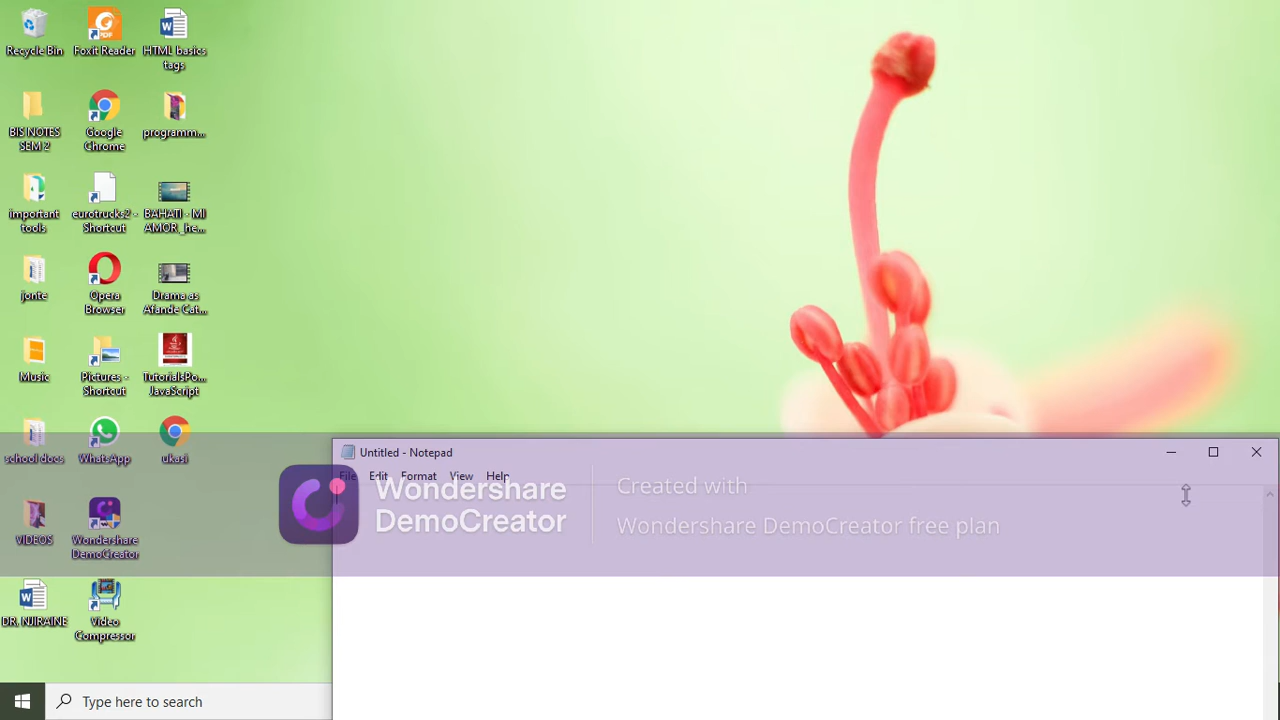 Recycle Bin
Foxit Reader
HTML basics
tags
BIS NOTES
SEM 2
Google
Chrome
programm...
important
tools
eurotrucks2 -
Shortcut
BAHATI - MI
AMOR_he...
jonte
Opera
Browser
Drama as
Afande Cat...
Music
Pictures -
Shortcut
TutorialsPo...
JavaScript
school docs
WhatsApp
ukasi
VIDEOS
Wondershare
DemoCreator
DR. NJIRAINE
Video
Compressor
Untitled - Notepad
File Edit Format View Help
Wondershare
DemoCreator
Created with
Wondershare DemoCreator free plan
Type here to search